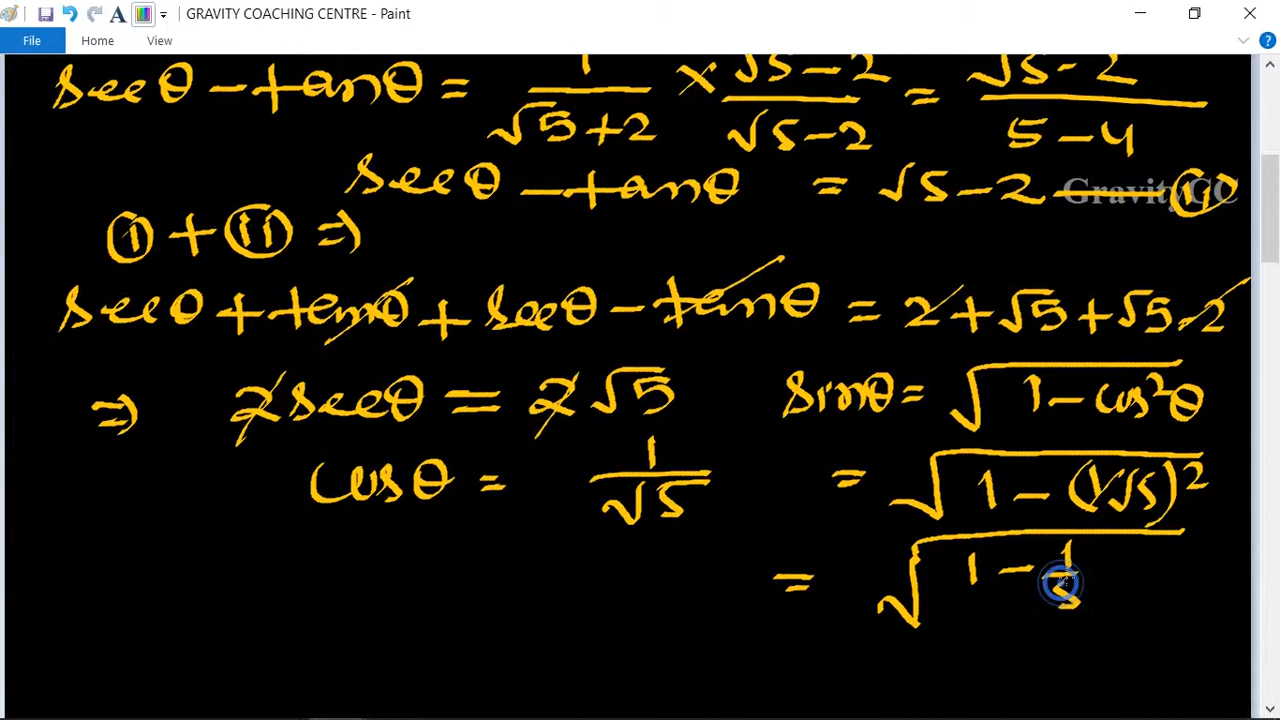 GRAVITY COACHING CENTRE - Paint
File Home View
secθ - tanθ = 1/(√5+2) × (√5-2)/(√5-2) = (√5-2)/(5-4)
secθ - tanθ = √5-2 — (ii)
GravityCC
(i) + (ii) ⇒
secθ + tanθ + secθ - tanθ = 2+√5+√5-2
⇒ 2secθ = 2√5 sinθ = √(1-cos²θ)
cosθ = 1/√5 = √(1-(1/√5)²)
= √(1-1/5